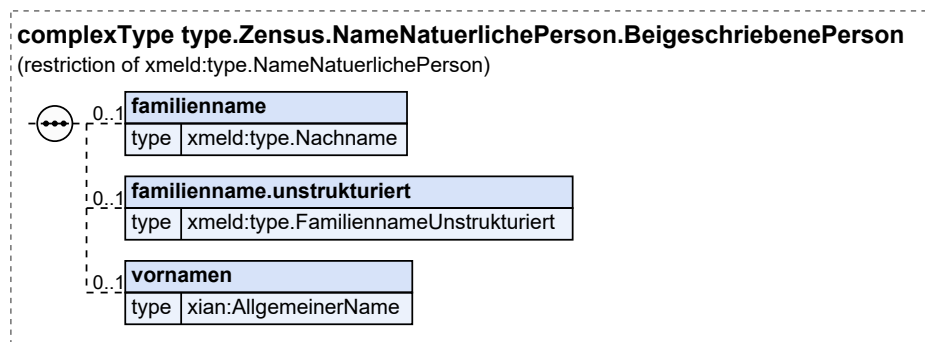 complexType type.Zensus.NameNatuerlichePerson.BeigeschriebenePerson
(restriction of xmeld:type.NameNatuerlichePerson)
0..1 familienname
type xmeld:type.Nachname
0..1 familienname.unstrukturiert
type xmeld:type.FamiliennameUnstrukturiert
0..1 vornamen
type xian:AllgemeinerName